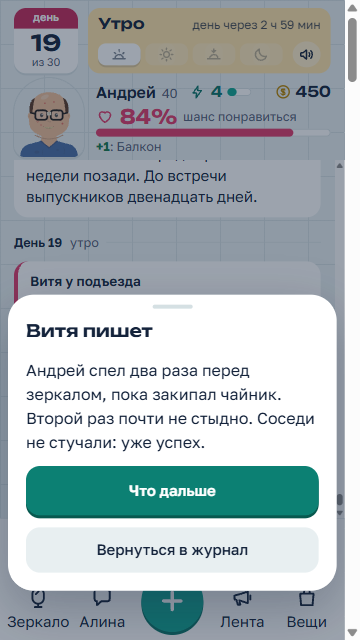 день
19
из 30
Утро
день через 2 ч 59 мин
Андрей 40
4
450
84% шанс понравиться
+1: Балкон
недели позади. До встречи
выпускников двенадцать дней.
День 19 утро
Витя у подъезда
Витя пишет
Андрей спел два раза перед
зеркалом, пока закипал чайник.
Второй раз почти не стыдно. Соседи
не стучали: уже успех.
Что дальше
Вернуться в журнал
Зеркало
Алина
Лента
Вещи